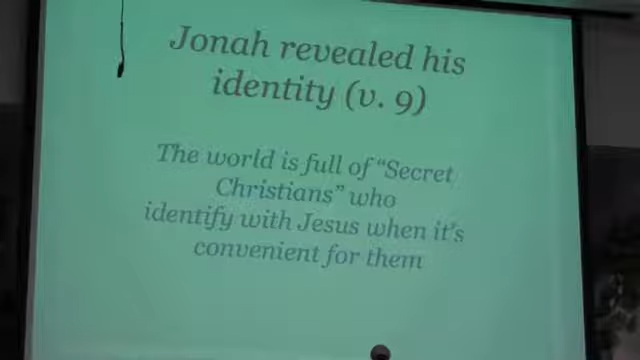 Jonah revealed his
identity (v. 9)
The world is full of “Secret
Christians” who
identify with Jesus when it's
convenient for them